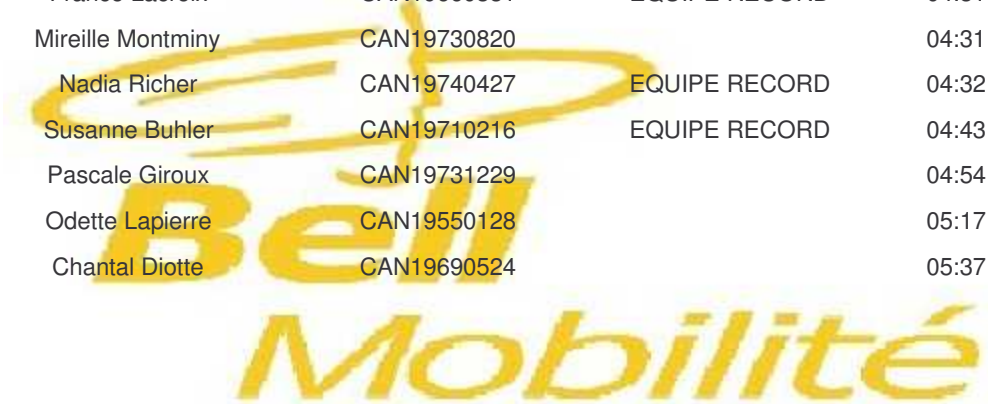 Mireille Montminy CAN19730820 04:31
Nadia Richer CAN19740427 EQUIPE RECORD 04:32
Susanne Buhler CAN19710216 EQUIPE RECORD 04:43
Pascale Giroux CAN19731229 04:54
Odette Lapierre CAN19550128 05:17
Chantal Diotte CAN19690524 05:37
Bell
Mobilité